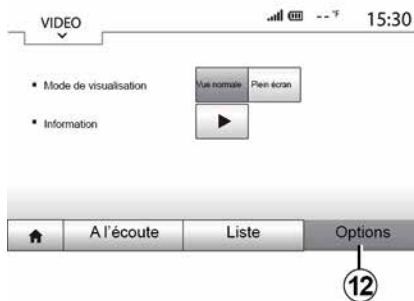 VIDEO
--°F 15:30
▪ Mode de visualisation Vue normale Plein écran
▪ Information
A l'écoute Liste Options
12